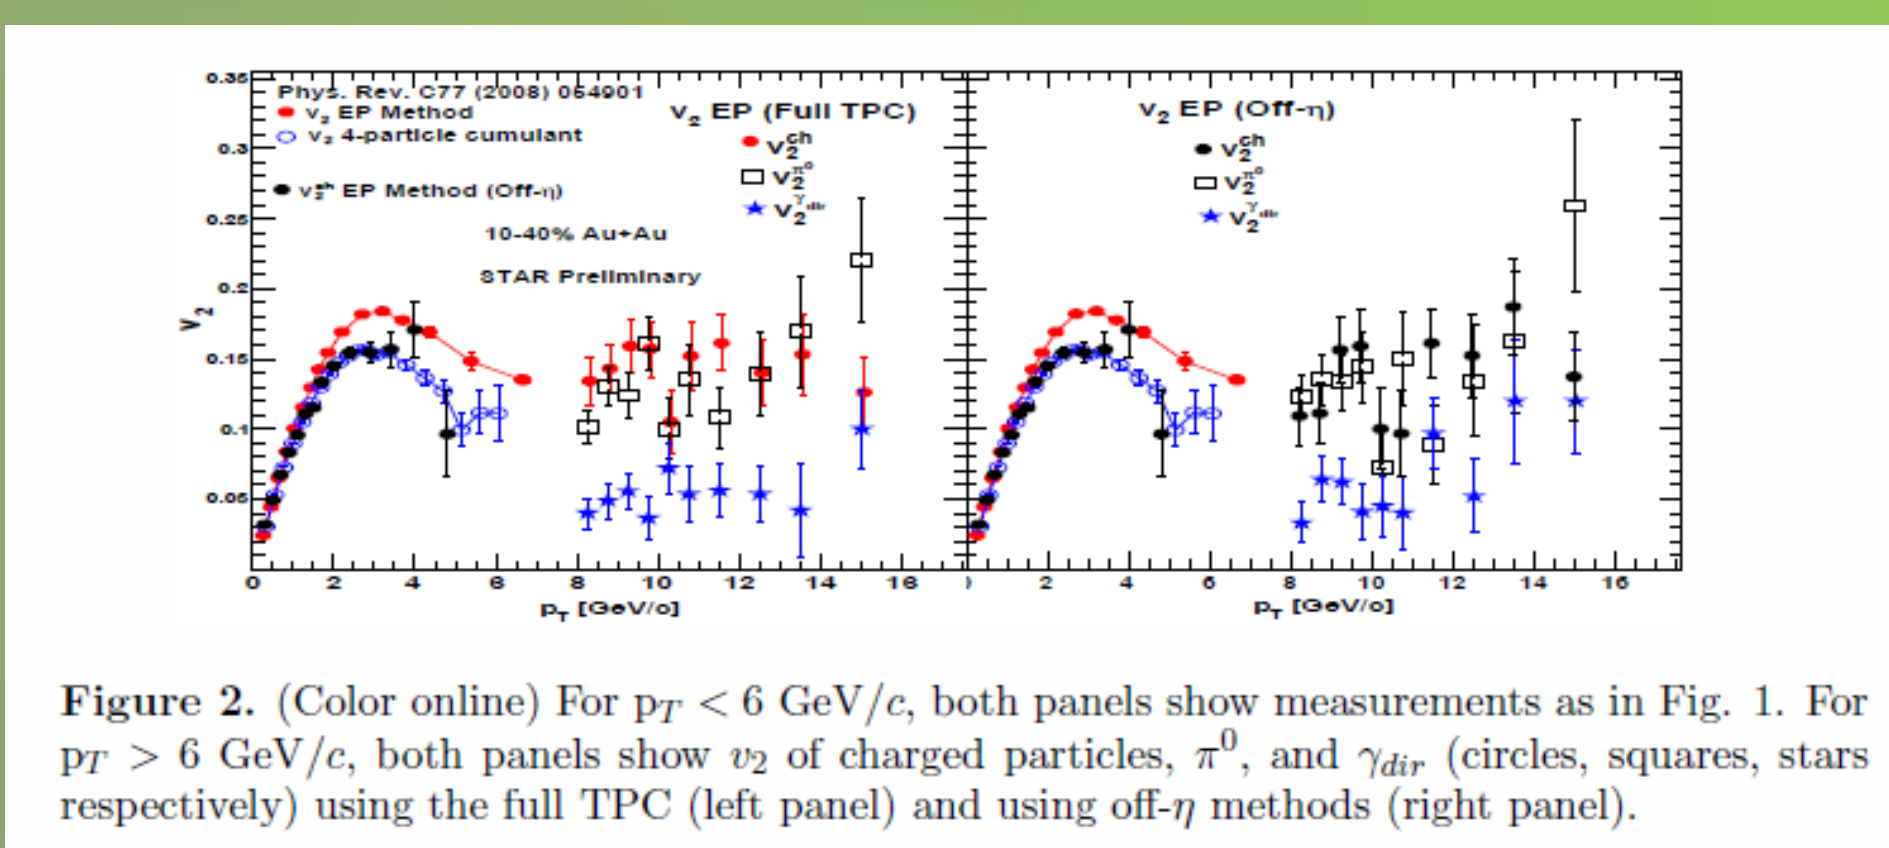 0.35
0.3
0.25
0.2
0.15
0.1
0.05
v₂
Phys. Rev. C77 (2008) 054901
v₂ EP Method
v₂ 4-particle cumulant
v₂ᶜʰ EP Method (Off-η)
10-40% Au+Au
STAR Preliminary
v₂ EP (Full TPC)
v₂ᶜʰ
v₂^π⁰
v₂^γdir
0 2 4 6 8 10 12 14 16
p_T [GeV/c]
v₂ EP (Off-η)
v₂ᶜʰ
v₂^π⁰
v₂^γdir
2 4 6 8 10 12 14 16
p_T [GeV/c]
Figure 2. (Color online) For p_T < 6 GeV/c, both panels show measurements as in Fig. 1. For
p_T > 6 GeV/c, both panels show v₂ of charged particles, π⁰, and γ_dir (circles, squares, stars
respectively) using the full TPC (left panel) and using off-η methods (right panel).